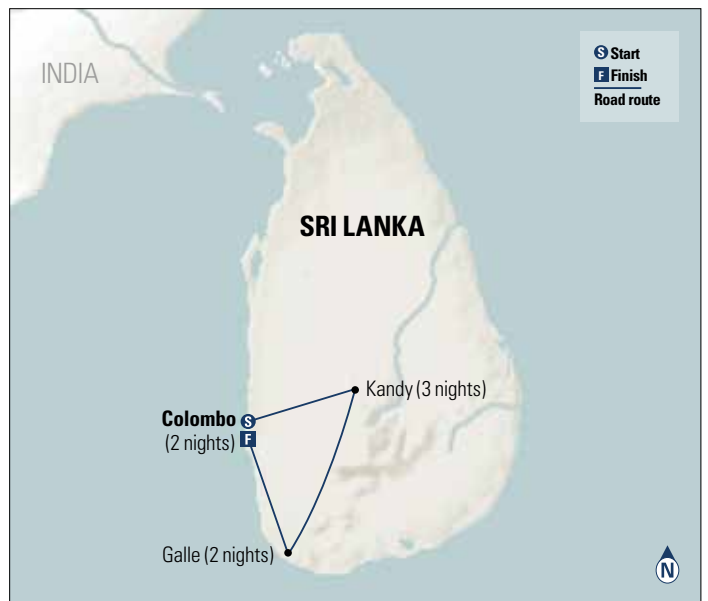 INDIA
S Start
F Finish
Road route
SRI LANKA
Kandy (3 nights)
Colombo S
(2 nights) F
Galle (2 nights)
N